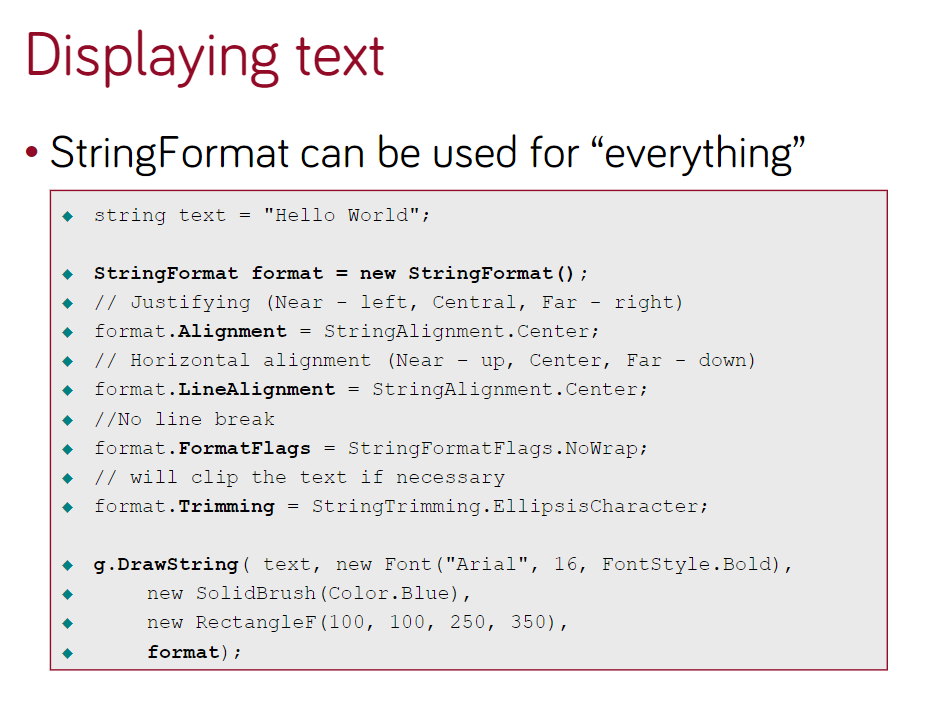 Displaying text
• StringFormat can be used for “everything”
◆ string text = "Hello World";
◆ StringFormat format = new StringFormat();
◆ // Justifying (Near - left, Central, Far - right)
◆ format.Alignment = StringAlignment.Center;
◆ // Horizontal alignment (Near - up, Center, Far - down)
◆ format.LineAlignment = StringAlignment.Center;
◆ //No line break
◆ format.FormatFlags = StringFormatFlags.NoWrap;
◆ // will clip the text if necessary
◆ format.Trimming = StringTrimming.EllipsisCharacter;
◆ g.DrawString( text, new Font("Arial", 16, FontStyle.Bold),
◆ new SolidBrush(Color.Blue),
◆ new RectangleF(100, 100, 250, 350),
◆ format);